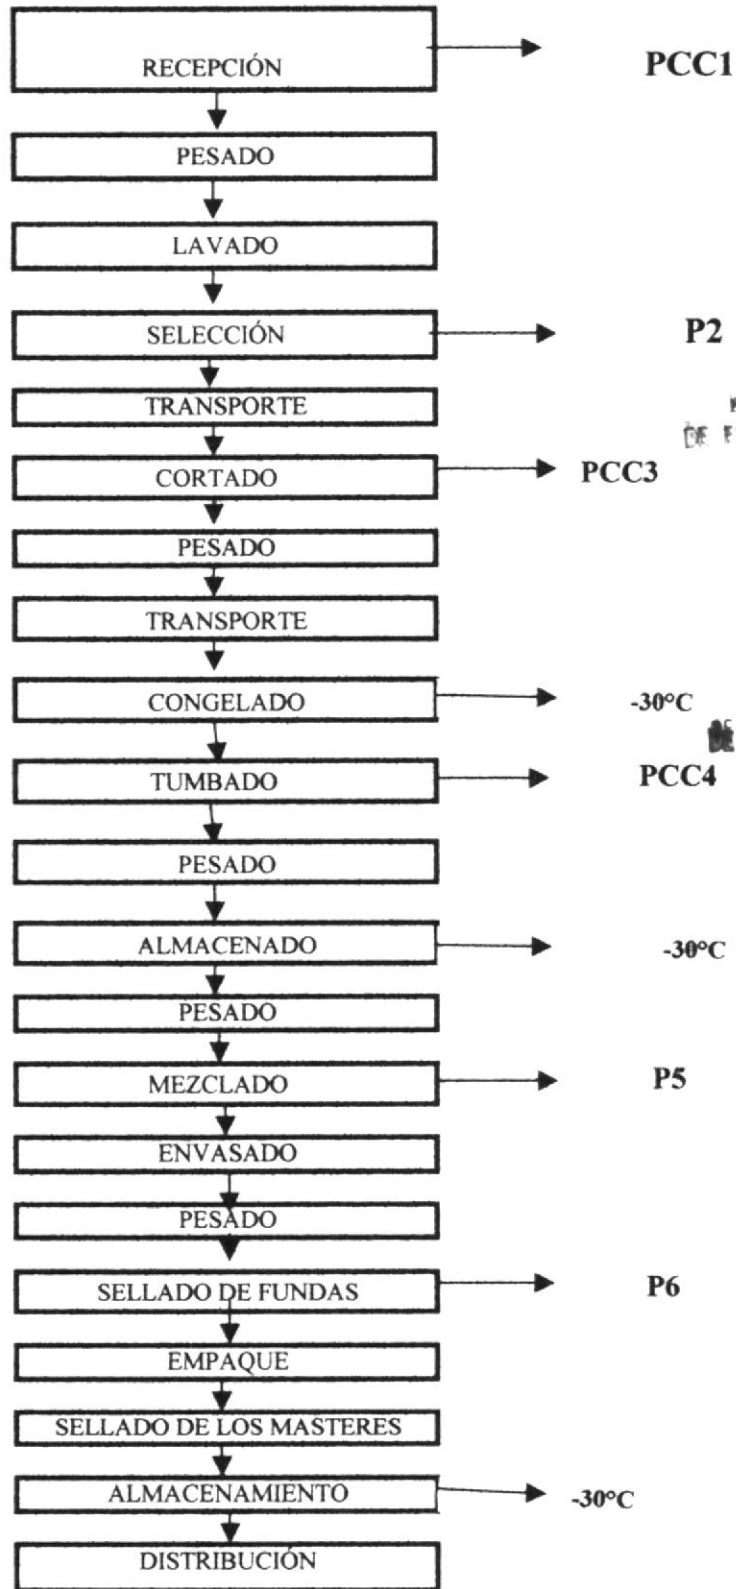 RECEPCIÓN
PCC1
PESADO
LAVADO
SELECCIÓN
P2
TRANSPORTE
CORTADO
PCC3
PESADO
TRANSPORTE
CONGELADO
-30°C
TUMBADO
PCC4
PESADO
ALMACENADO
-30°C
PESADO
MEZCLADO
P5
ENVASADO
PESADO
SELLADO DE FUNDAS
P6
EMPAQUE
SELLADO DE LOS MASTERES
ALMACENAMIENTO
-30°C
DISTRIBUCIÓN